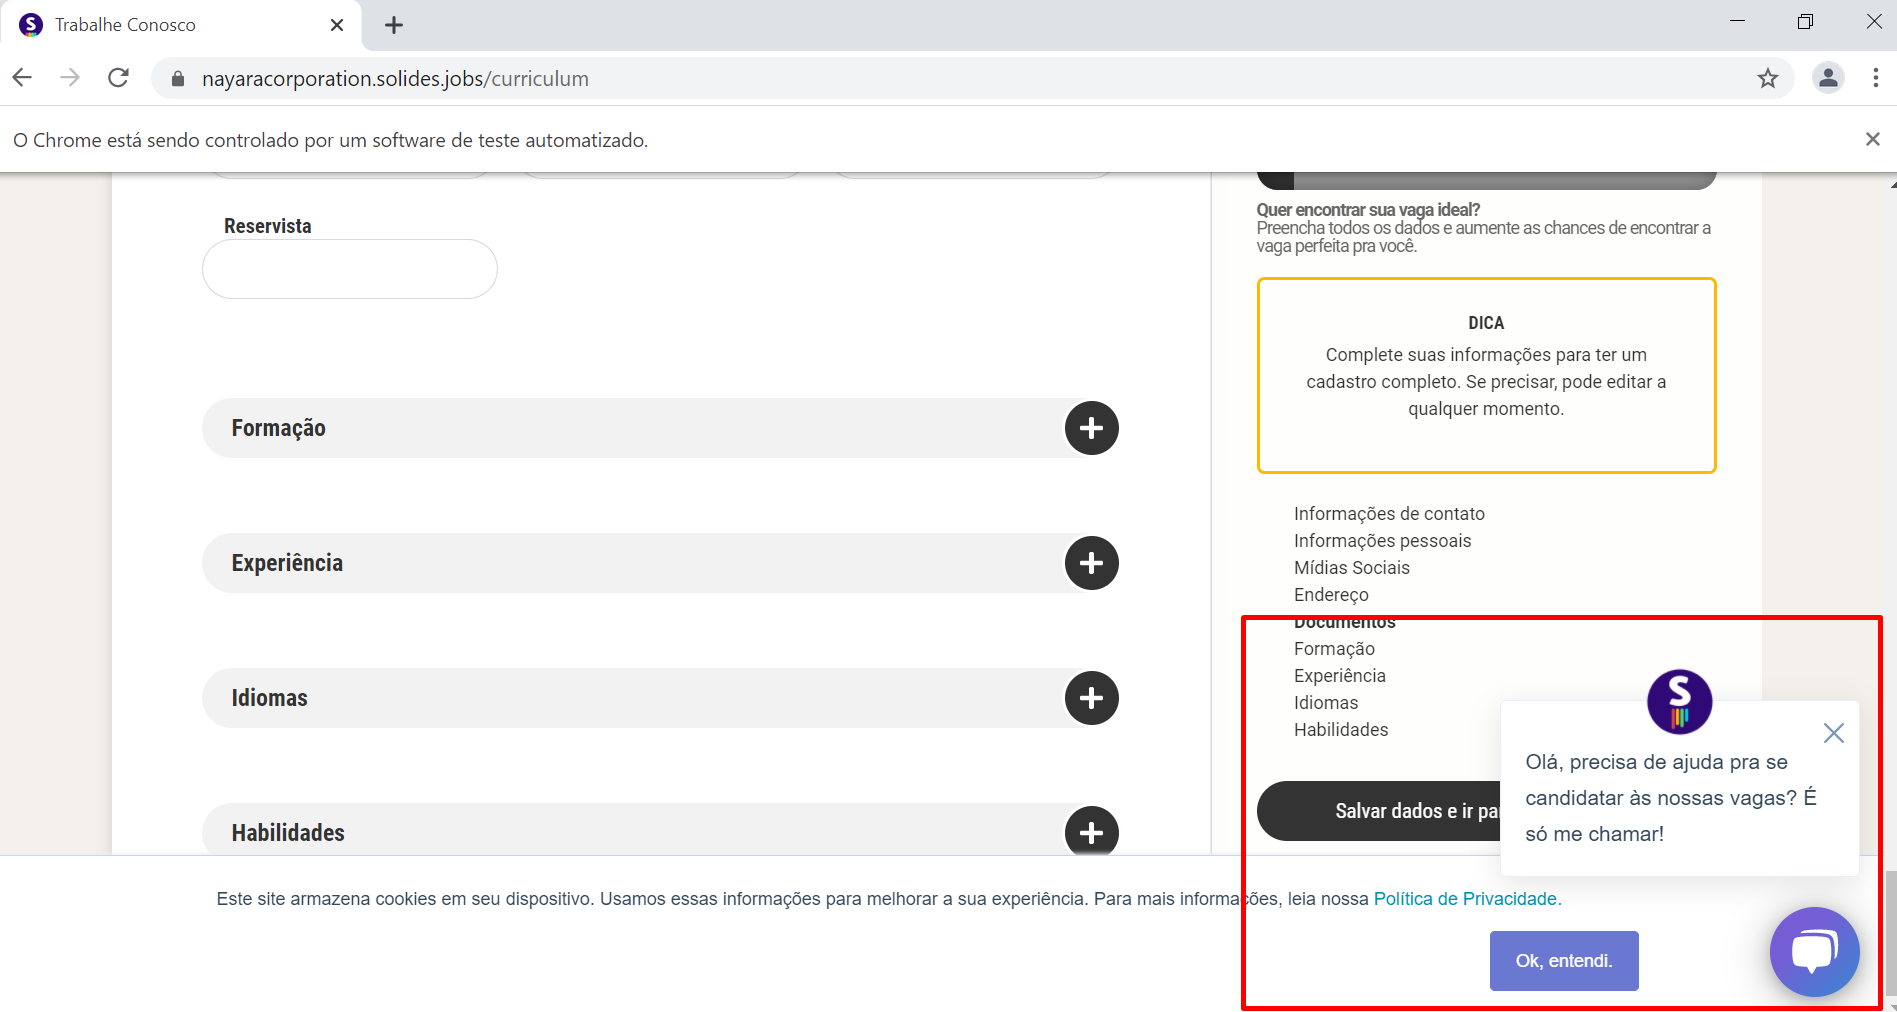 S Trabalhe Conosco
nayaracorporation.solides.jobs/curriculum
O Chrome está sendo controlado por um software de teste automatizado.
Reservista
Formação
Experiência
Idiomas
Habilidades
Quer encontrar sua vaga ideal?
Preencha todos os dados e aumente as chances de encontrar a
vaga perfeita pra você.
DICA
Complete suas informações para ter um
cadastro completo. Se precisar, pode editar a
qualquer momento.
Informações de contato
Informações pessoais
Mídias Sociais
Endereço
Documentos
Formação
Experiência
Idiomas
Habilidades
Salvar dados e ir
S
Olá, precisa de ajuda pra se
candidatar às nossas vagas? É
só me chamar!
Este site armazena cookies em seu dispositivo. Usamos essas informações para melhorar a sua experiência. Para mais informações, leia nossa Política de Privacidade.
Ok, entendi.